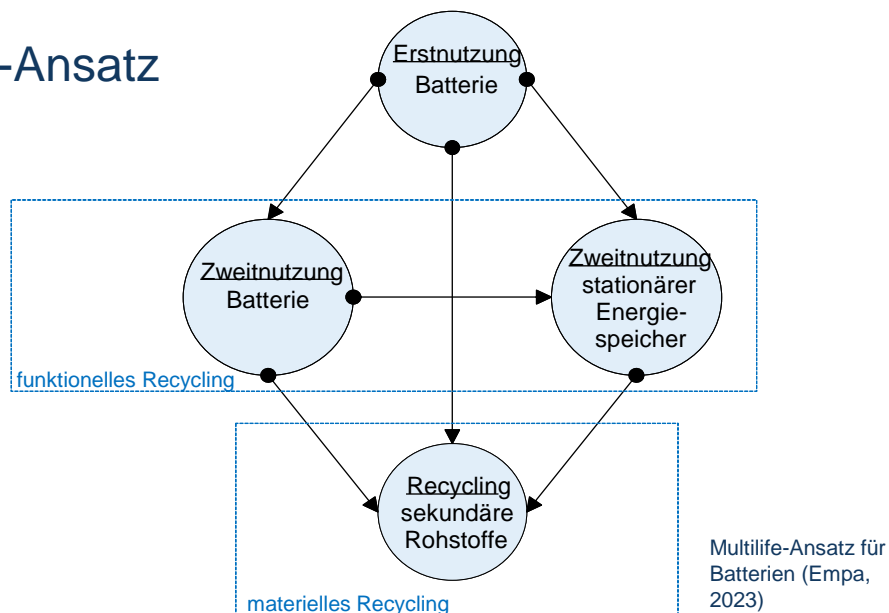 -Ansatz
Erstnutzung
Batterie
Zweitnutzung
Batterie
Zweitnutzung
stationärer
Energie-
speicher
funktionelles Recycling
Recycling
sekundäre
Rohstoffe
materielles Recycling
Multilife-Ansatz für
Batterien (Empa,
2023)